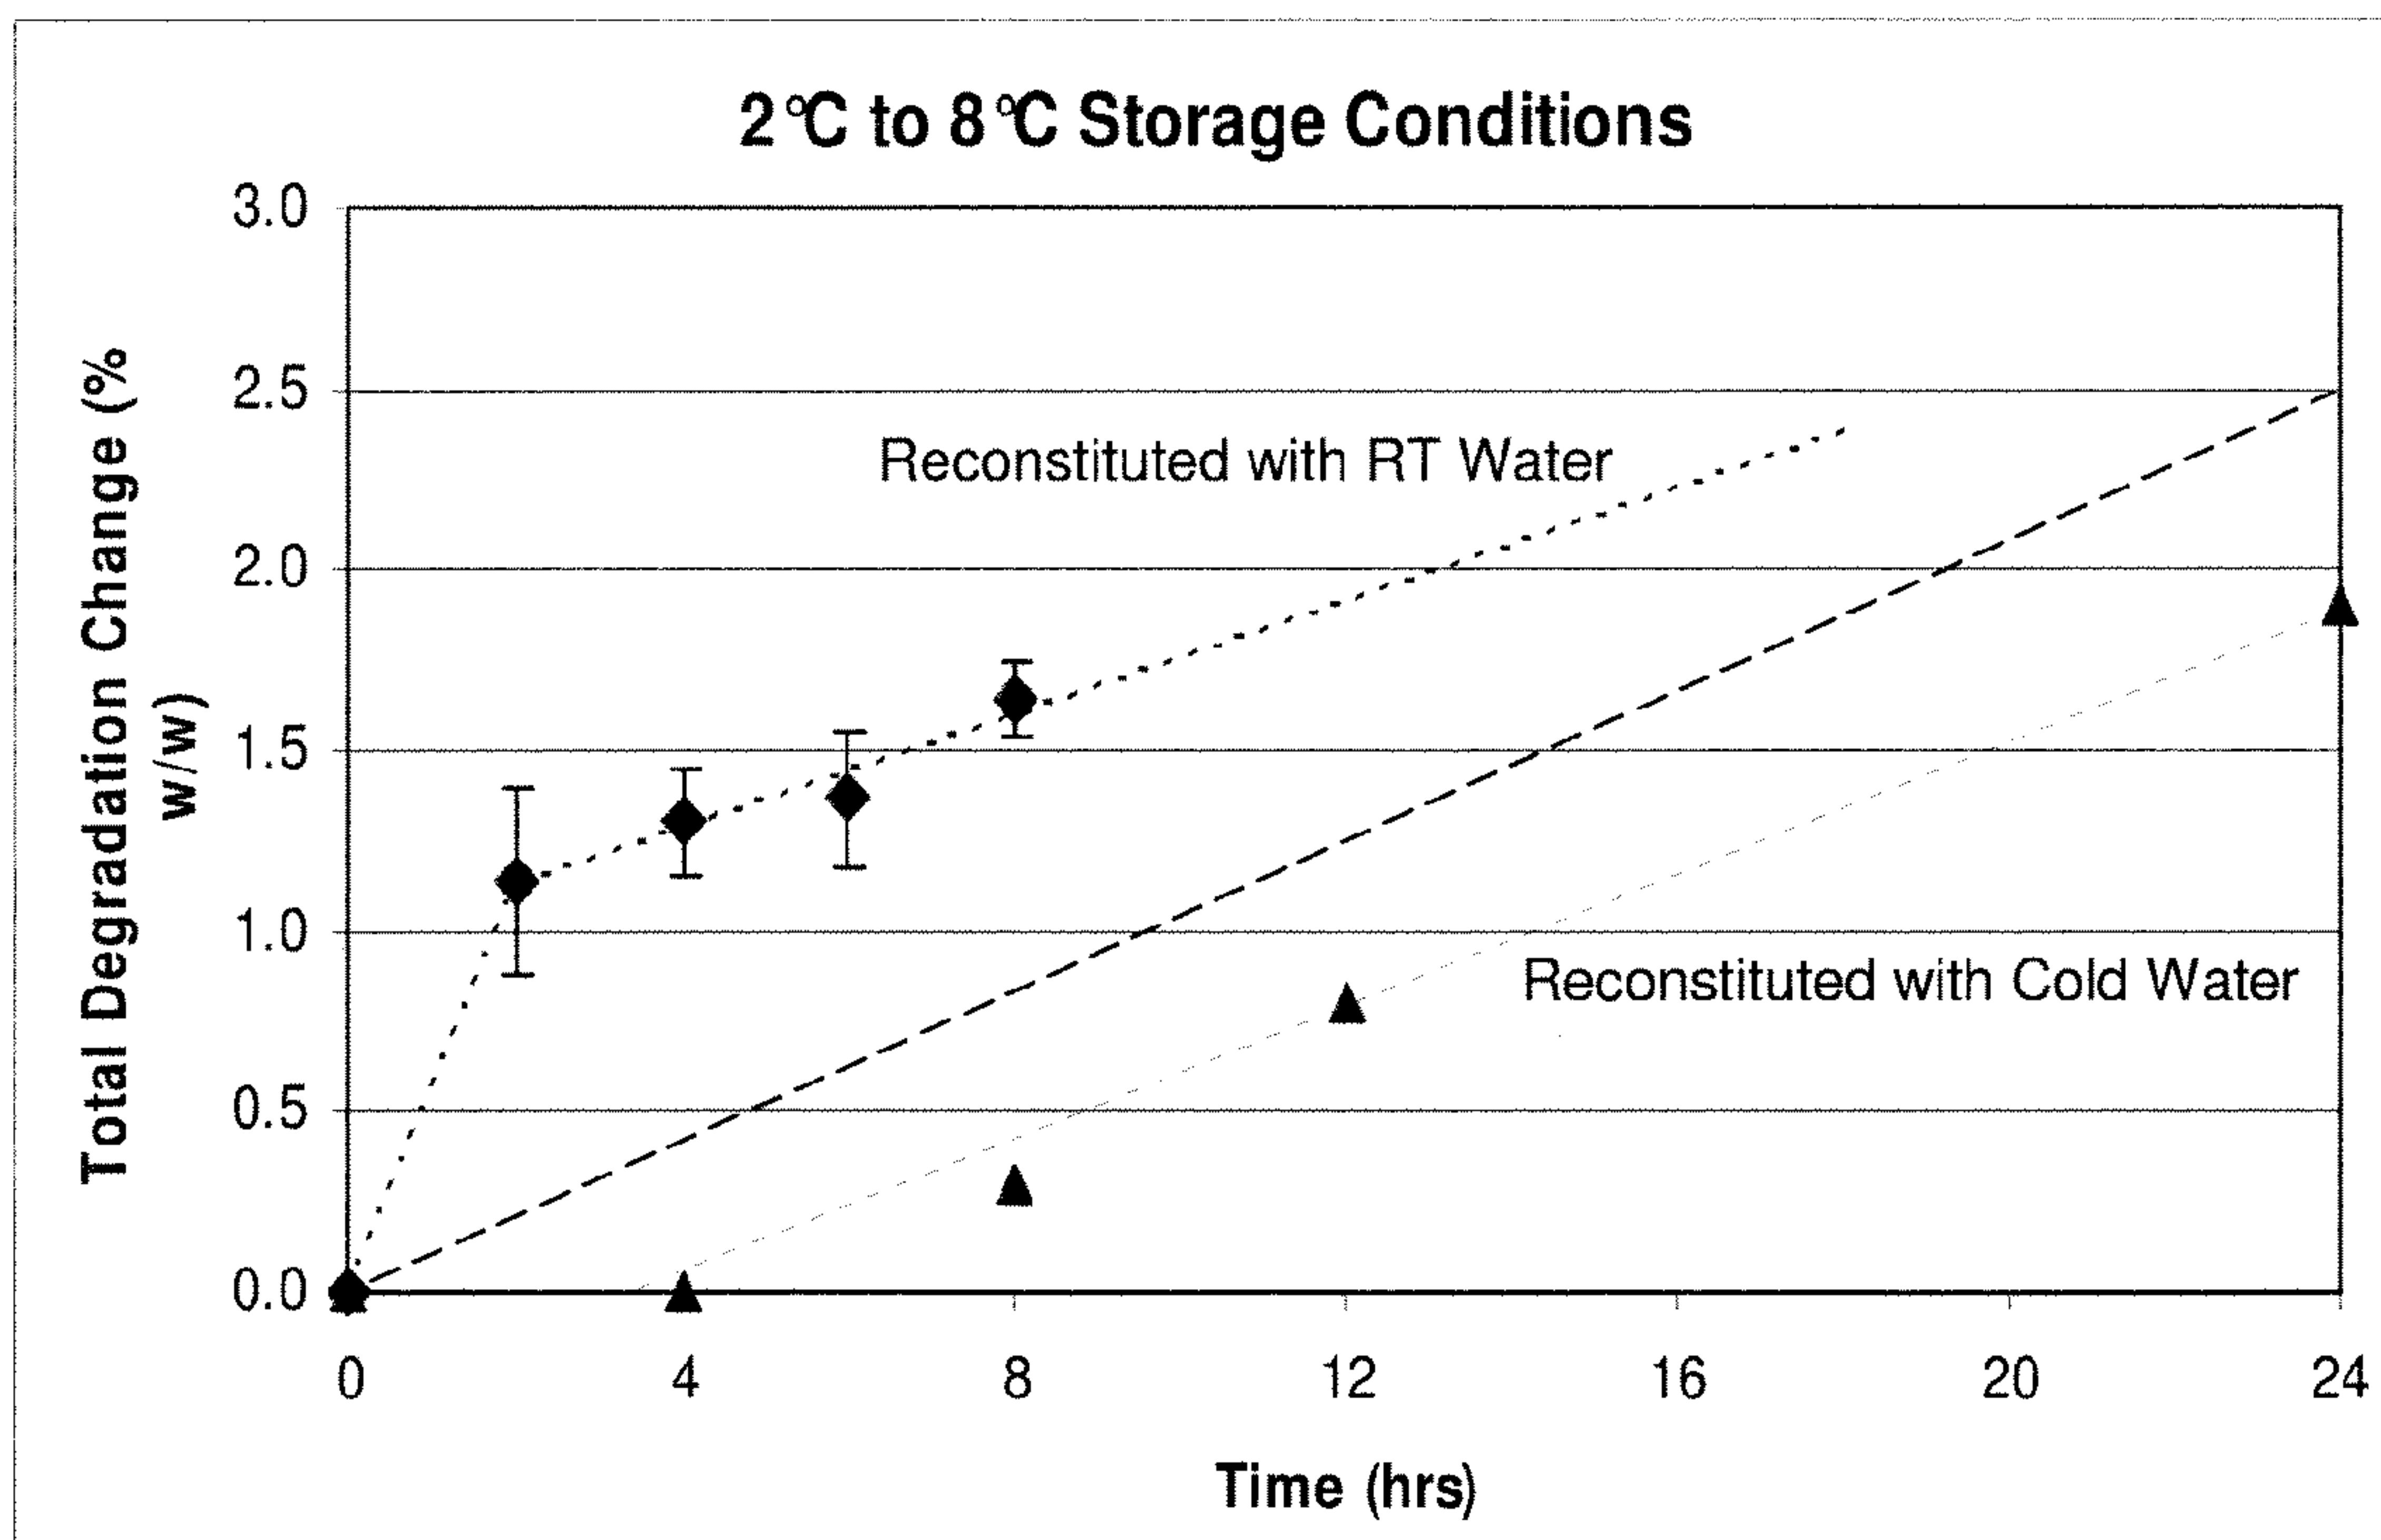 2°C to 8°C Storage Conditions
Total Degradation Change (%
w/w)
3.0
2.5
2.0
1.5
1.0
0.5
0.0
Reconstituted with RT Water
Reconstituted with Cold Water
0 4 8 12 16 20 24
Time (hrs)